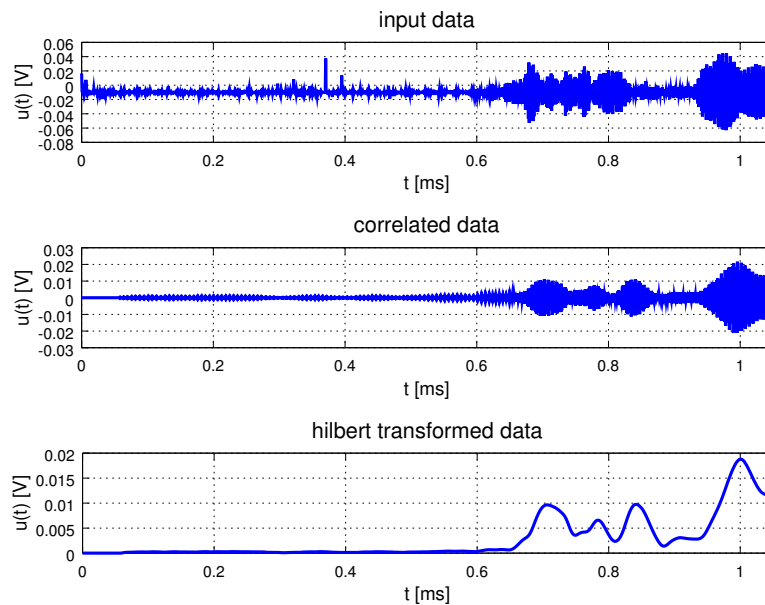 input data
u(t) [V]
0.06
0.04
0.02
0
-0.02
-0.04
-0.06
-0.08
0 0.2 0.4 0.6 0.8 1
t [ms]
correlated data
u(t) [V]
0.03
0.02
0.01
0
-0.01
-0.02
-0.03
0 0.2 0.4 0.6 0.8 1
t [ms]
hilbert transformed data
u(t) [V]
0.02
0.015
0.01
0.005
0
0 0.2 0.4 0.6 0.8 1
t [ms]